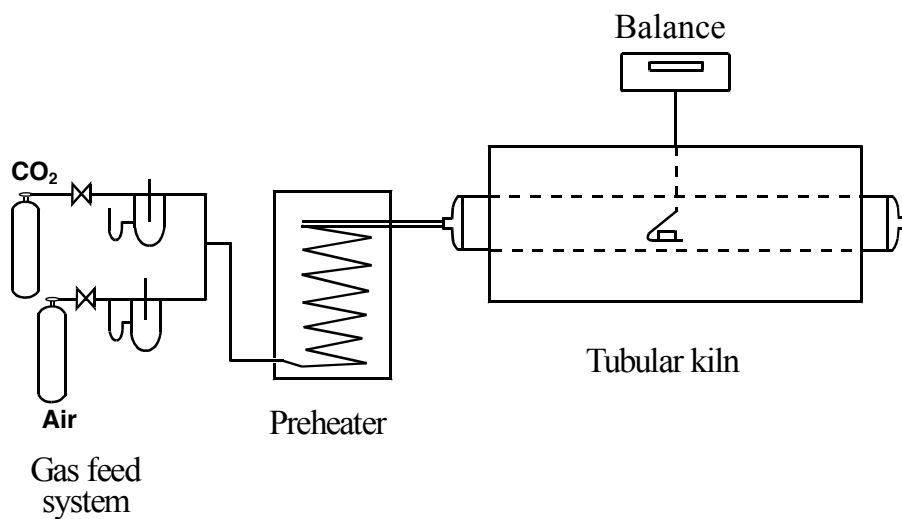 Balance
CO₂
Tubular kiln
Air
Preheater
Gas feed
system